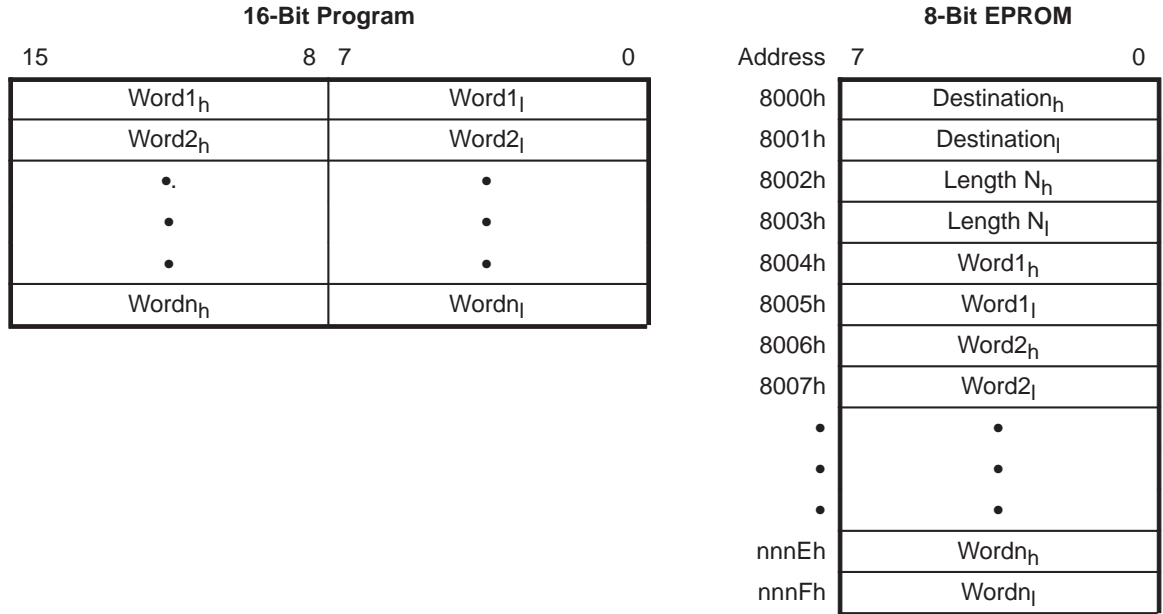 16-Bit Program 8-Bit EPROM
15 8 7 0 Address 7 0
Word1h Word1l 8000h Destinationh
Word2h Word2l 8001h Destinationl
•. • 8002h Length Nh
• • 8003h Length Nl
• • 8004h Word1h
Wordnh Wordnl 8005h Word1l
8006h Word2h
8007h Word2l
• •
• •
• •
nnnEh Wordnh
nnnFh Wordnl